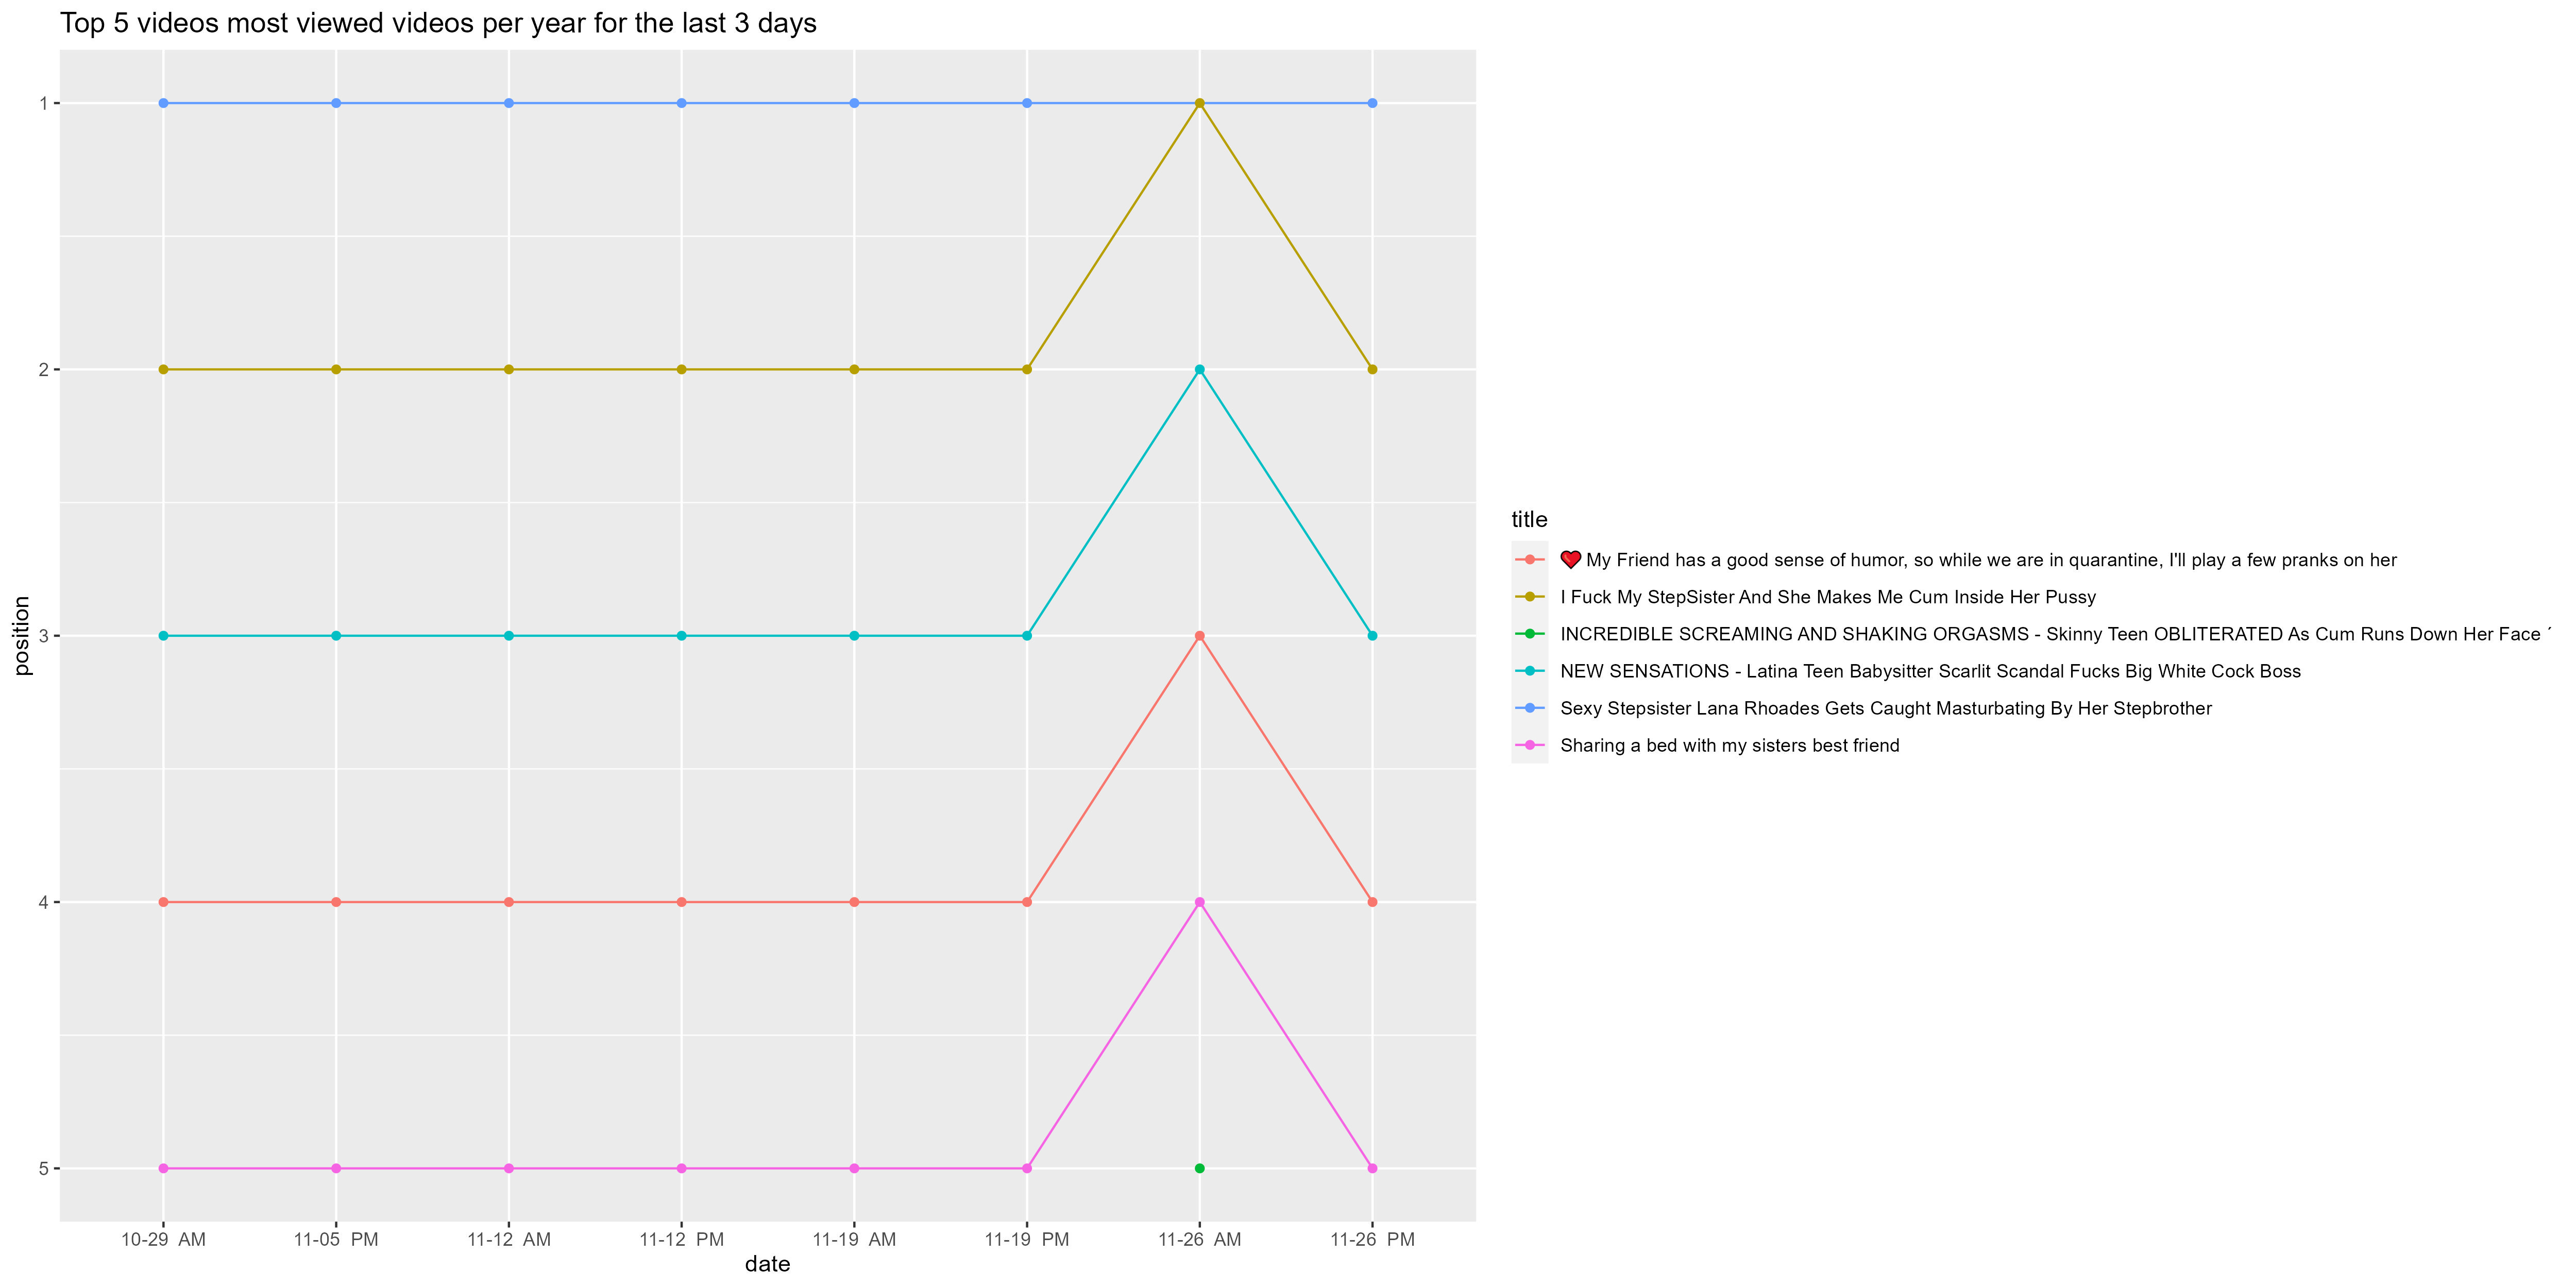 Top 5 videos most viewed videos per year for the last 3 days
position
1
2
3
4
5
10-29 AM
11-05 PM
11-12 AM
11-12 PM
11-19 AM
11-19 PM
11-26 AM
11-26 PM
date
title
❤️ My Friend has a good sense of humor, so while we are in quarantine, I'll play a few pranks on her
I Fuck My StepSister And She Makes Me Cum Inside Her Pussy
INCREDIBLE SCREAMING AND SHAKING ORGASMS - Skinny Teen OBLITERATED As Cum Runs Down Her Face
NEW SENSATIONS - Latina Teen Babysitter Scarlit Scandal Fucks Big White Cock Boss
Sexy Stepsister Lana Rhoades Gets Caught Masturbating By Her Stepbrother
Sharing a bed with my sisters best friend